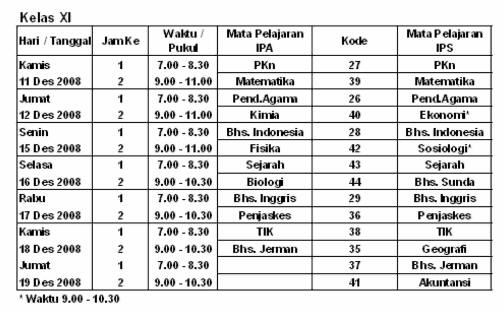 Kelas XI
Hari / Tanggal Jam Ke Waktu / Pukul Mata Pelajaran IPA Kode Mata Pelajaran IPS
Kamis 1 7.00 - 8.30 PKn 27 PKn
11 Des 2008 2 9.00 - 11.00 Matematika 39 Matematika
Jumat 1 7.00 - 8.30 Pend.Agama 26 Pend.Agama
12 Des 2008 2 9.00 - 11.00 Kimia 40 Ekonomi*
Senin 1 7.00 - 8.30 Bhs. Indonesia 28 Bhs. Indonesia
15 Des 2008 2 9.00 - 11.00 Fisika 42 Sosiologi*
Selasa 1 7.00 - 8.30 Sejarah 43 Sejarah
16 Des 2008 2 9.00 - 10.30 Biologi 44 Bhs. Sunda
Rabu 1 7.00 - 8.30 Bhs. Inggris 29 Bhs. Inggris
17 Des 2008 2 9.00 - 10.30 Penjaskes 36 Penjaskes
Kamis 1 7.00 - 8.30 TIK 38 TIK
18 Des 2008 2 9.00 - 10.30 Bhs. Jerman 35 Geografi
Jumat 1 7.00 - 8.30 37 Bhs. Jerman
19 Des 2008 2 9.00 - 10.30 41 Akuntansi
* Waktu 9.00 - 10.30